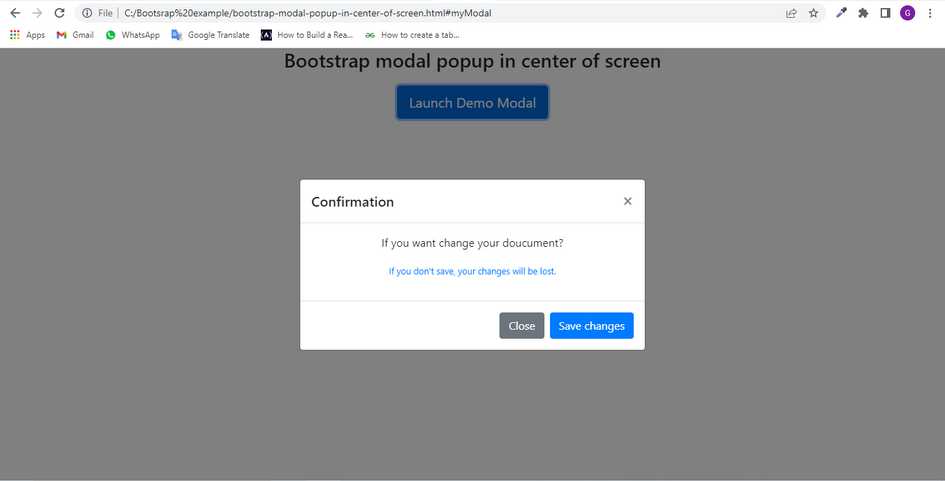 File | C:/Bootsrap%20example/bootstrap-modal-popup-in-center-of-screen.html#myModal
G
Apps Gmail WhatsApp Google Translate (A) How to Build a Rea... How to create a tab...
Bootstrap modal popup in center of screen
Launch Demo Modal
Confirmation ×
If you want change your doucument?
If you don't save, your changes will be lost.
Close Save changes